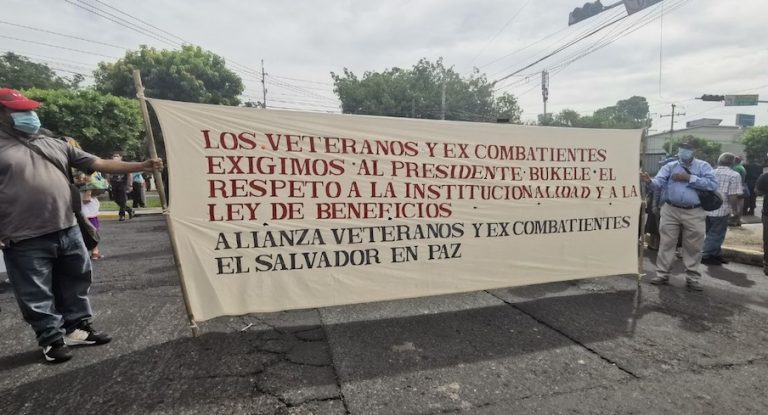 LOS VETERANOS Y EX COMBATIENTES
EXIGIMOS AL PRESIDENTE BUKELE EL
RESPETO A LA INSTITUCIONALIDAD Y A LA
LEY DE BENEFICIOS
ALIANZA VETERANOS Y EX COMBATIENTES
EL SALVADOR EN PAZ